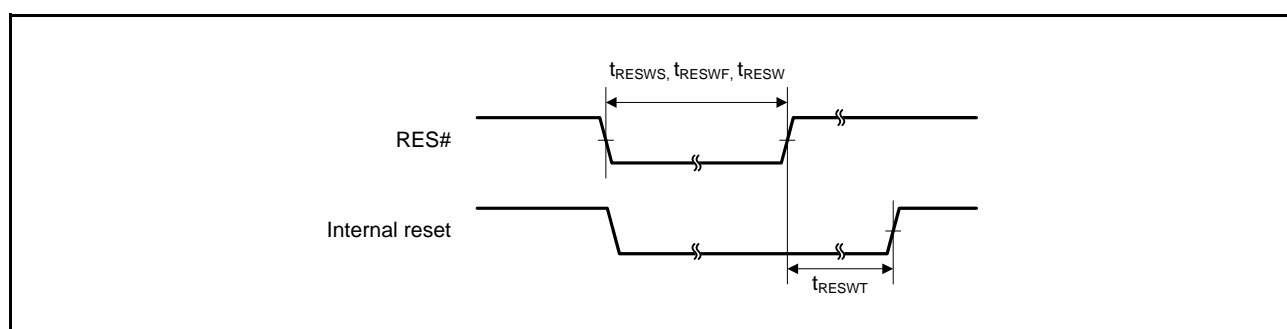 tRESWS, tRESWF, tRESW
RES#
Internal reset
tRESWT